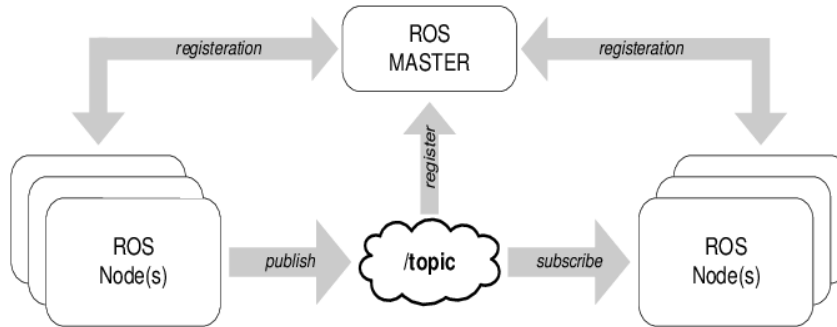 registeration
ROS
MASTER
registeration
register
ROS
Node(s)
publish
/topic
subscribe
ROS
Node(s)